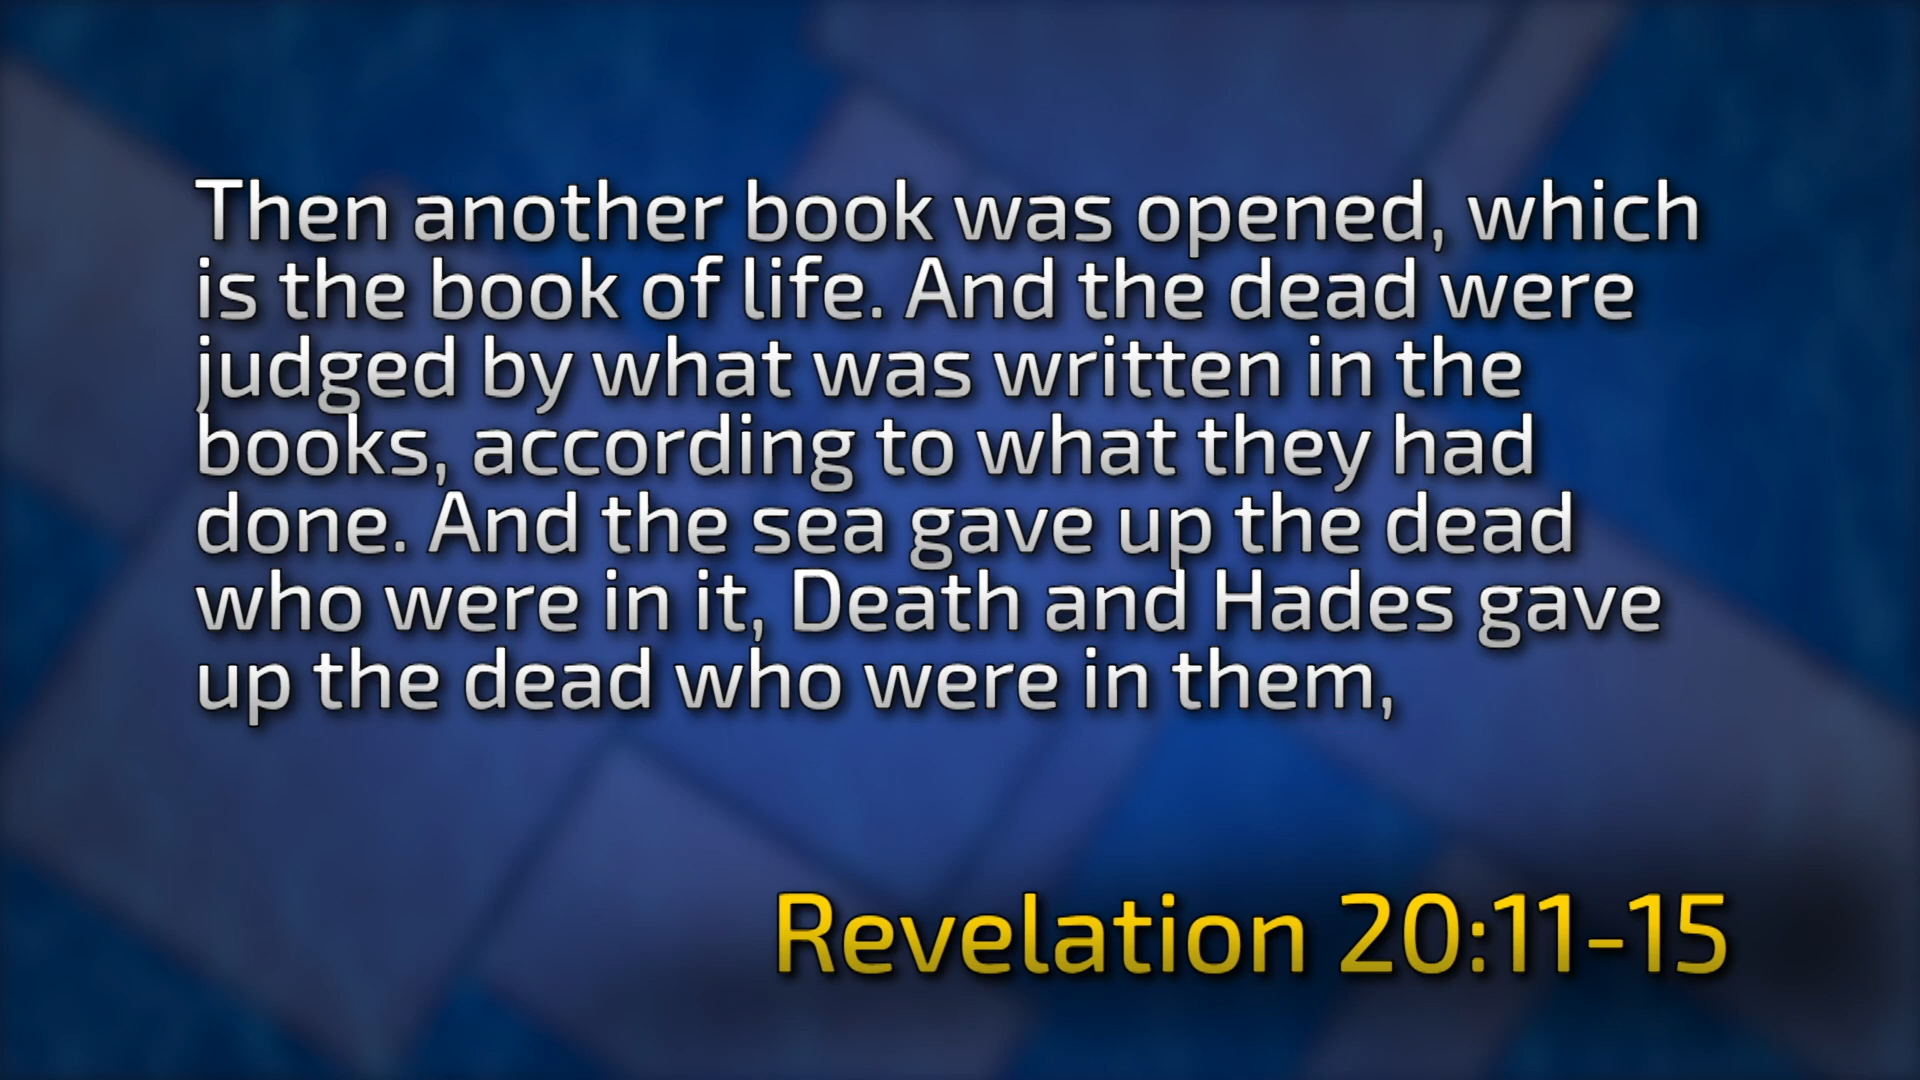 Then another book was opened, which
is the book of life. And the dead were
judged by what was written in the
books, according to what they had
done. And the sea gave up the dead
who were in it, Death and Hades gave
up the dead who were in them,
Revelation 20:11-15